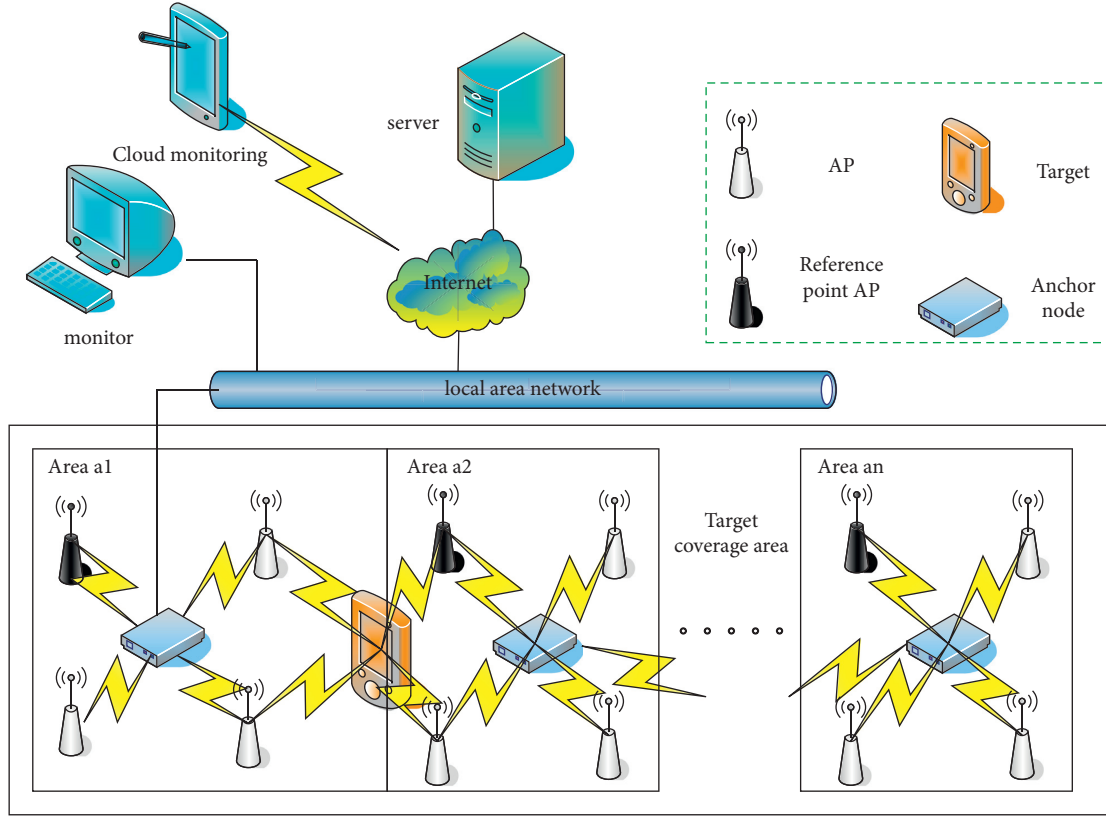 Cloud monitoring
server
AP
Target
Internet
Reference
point AP
Anchor
node
monitor
local area network
Area a1
Area a2
Area an
Target
coverage area